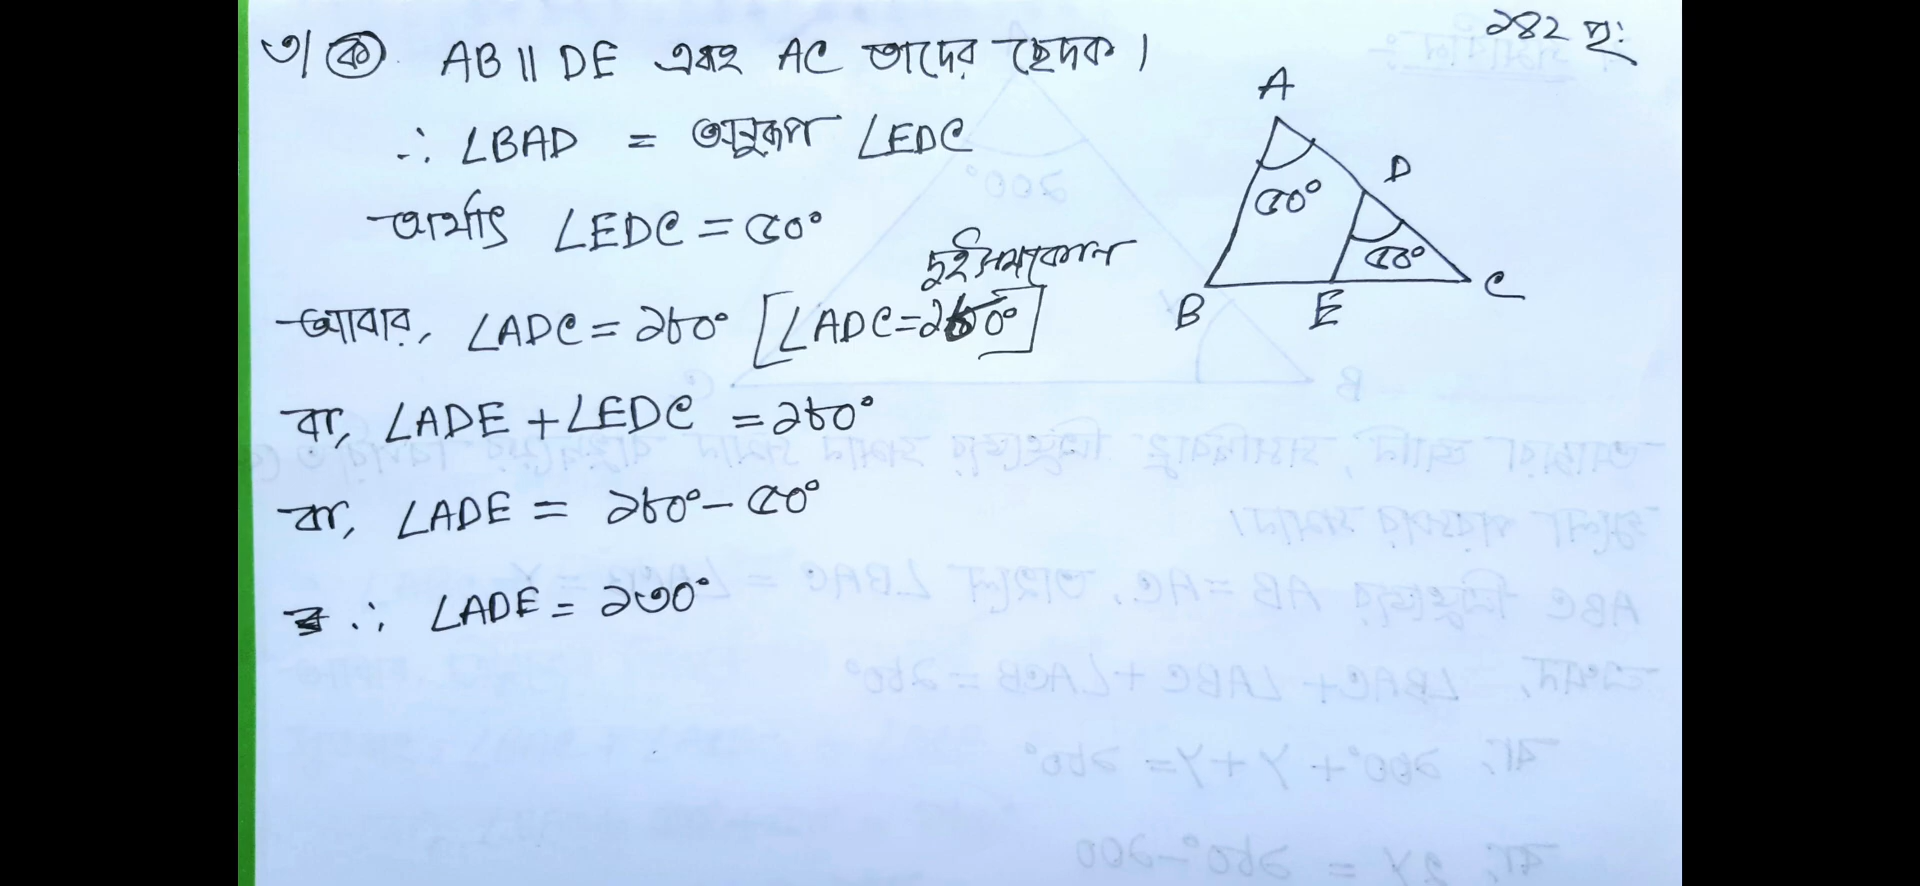 ১৪২ পৃ:
৩। ক) AB || DE এবং AC তাদের ছেদক।
∴ ∠BAD = অনুরূপ ∠EDC
অর্থাৎ ∠EDC = ৫০°
আবার, ∠ADC = ১৮০° [∠ADC = ১৮০° দুই সমকোণ]
বা, ∠ADE + ∠EDC = ১৮০°
বা, ∠ADE = ১৮০° – ৫০°
∴ ∠ADE = ১৩০°
A
D
৫০°
৫০°
B E C